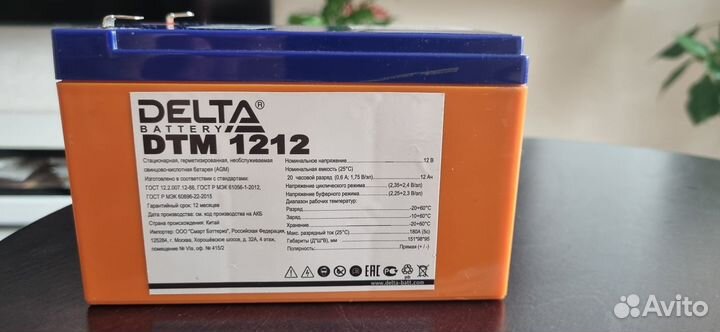 DELTA®
BATTERY
DTM 1212
Стационарная, герметизированная, необслуживаемая
свинцово-кислотная батарея (AGM)
Изготовлено в соответствии со стандартами:
ГОСТ 12.2.007.12-88, ГОСТ Р МЭК 61056-1-2012,
ГОСТ Р МЭК 60896-22-2015
Гарантийный срок: 12 месяцев
Дата производства: см. код производства на АКБ
Страна происхождения: Китай
Импортер: ООО "Смарт Баттериз", Российская Федерация,
125284, г. Москва, Хорошёвское шоссе, д. 32А, 4 этаж,
помещение № VIs, оф. № 415/2
Номинальное напряжение 12 В
Номинальная емкость (25°С)
20 часовой разряд (0,6 А; 1,75 В/эл) 12 Ач
Напряжение циклического режима (2,35÷2,4 В/эл)
Напряжение буферного режима (2,25÷2,3 В/эл)
Диапазон рабочих температур:
Разряд -20+60°С
Заряд -10+60°С
Хранение -20+60°С
Макс. разрядный ток (25°С) 180А (5с)
Габариты (Д*Ш*В), мм 151*98*95
Полярность: Прямая (+ / -)
ЕАС
Pb
www.delta-batt.com
Avito